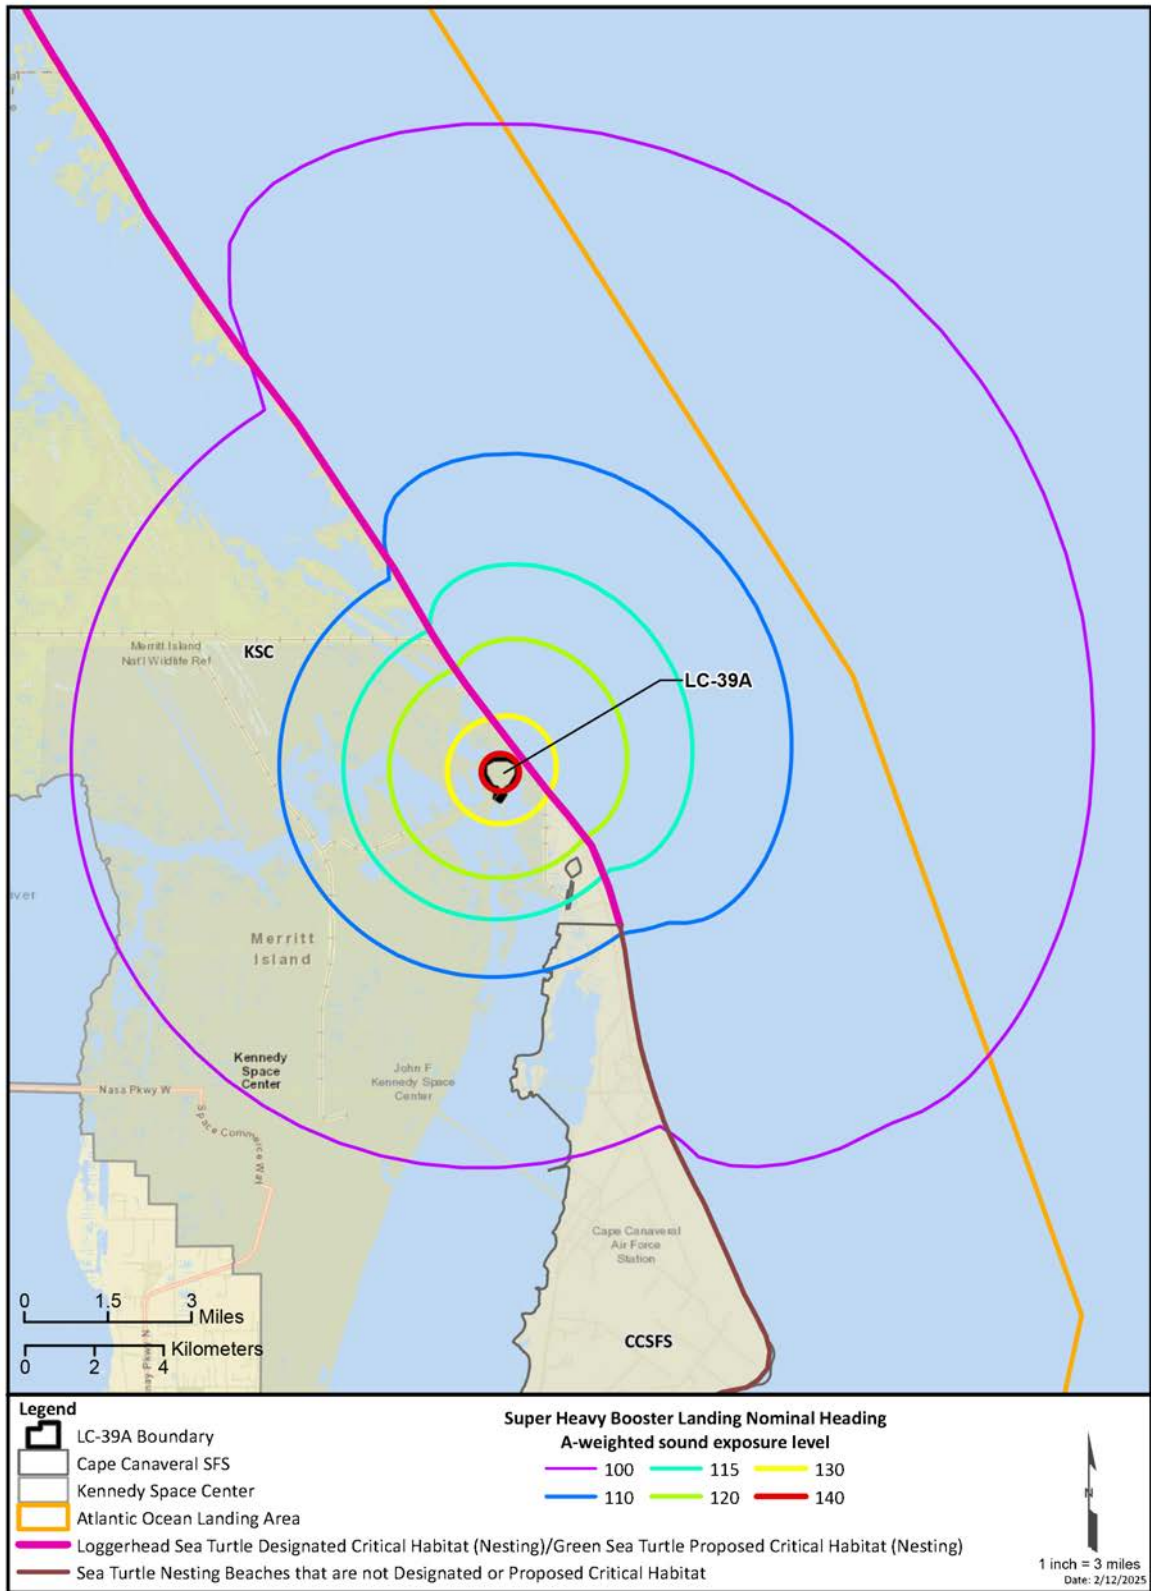 Merritt Island
Nat'l Wildlife Ref
KSC
LC-39A
Merritt
Island
Kennedy
Space
Center
John F
Kennedy Space
Center
Nasa Pkwy W
Space Commerce Way
Cape Canaveral
Air Force
Station
CCSFS
0 1.5 3
Miles
Kilometers
0 2 4
Legend
LC-39A Boundary
Cape Canaveral SFS
Kennedy Space Center
Atlantic Ocean Landing Area
Loggerhead Sea Turtle Designated Critical Habitat (Nesting)/Green Sea Turtle Proposed Critical Habitat (Nesting)
Sea Turtle Nesting Beaches that are not Designated or Proposed Critical Habitat
Super Heavy Booster Landing Nominal Heading
A-weighted sound exposure level
100 115 130
110 120 140
N
1 inch = 3 miles
Date: 2/12/2025